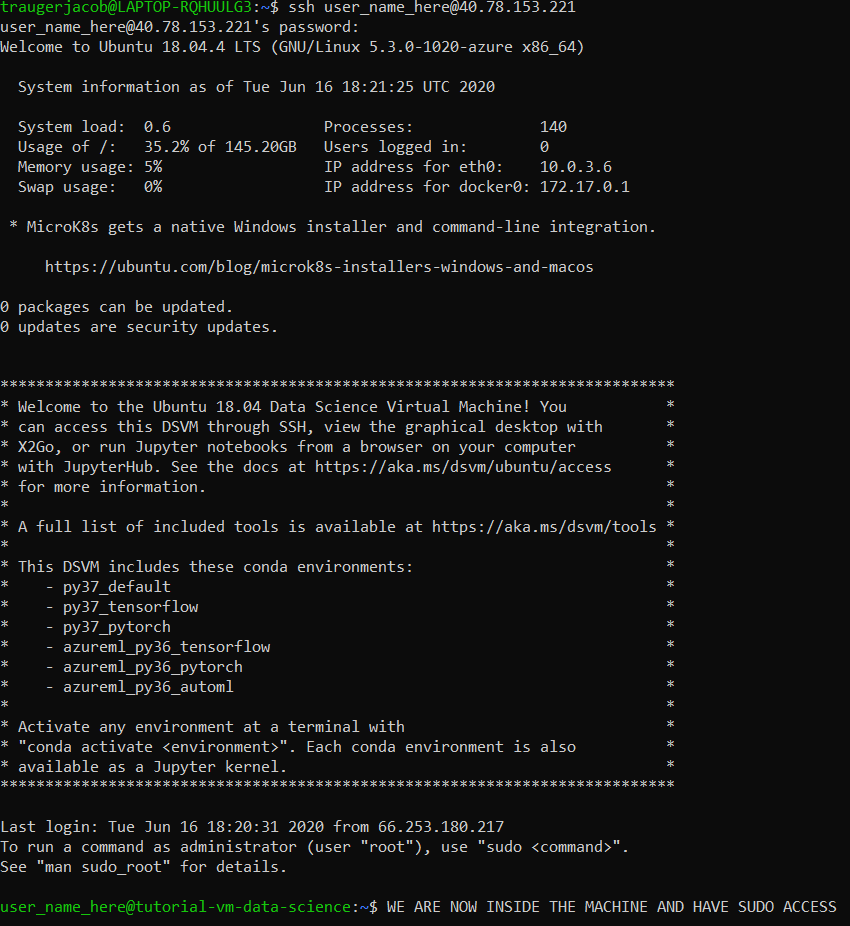 traugerjacob@LAPTOP-RQHUULG3:~$ ssh user_name_here@40.78.153.221
user_name_here@40.78.153.221's password:
Welcome to Ubuntu 18.04.4 LTS (GNU/Linux 5.3.0-1020-azure x86_64)

  System information as of Tue Jun 16 18:21:25 UTC 2020

  System load:  0.6                Processes:              140
  Usage of /:   35.2% of 145.20GB   Users logged in:        0
  Memory usage: 5%                  IP address for eth0:    10.0.3.6
  Swap usage:   0%                  IP address for docker0: 172.17.0.1

 * MicroK8s gets a native Windows installer and command-line integration.

     https://ubuntu.com/blog/microk8s-installers-windows-and-macos

0 packages can be updated.
0 updates are security updates.

***************************************************************************
* Welcome to the Ubuntu 18.04 Data Science Virtual Machine! You           *
* can access this DSVM through SSH, view the graphical desktop with       *
* X2Go, or run Jupyter notebooks from a browser on your computer          *
* with JupyterHub. See the docs at https://aka.ms/dsvm/ubuntu/access      *
* for more information.                                                   *
*                                                                         *
* A full list of included tools is available at https://aka.ms/dsvm/tools *
*                                                                         *
* This DSVM includes these conda environments:                            *
*    - py37_default                                                       *
*    - py37_tensorflow                                                    *
*    - py37_pytorch                                                       *
*    - azureml_py36_tensorflow                                            *
*    - azureml_py36_pytorch                                               *
*    - azureml_py36_automl                                                *
*                                                                         *
* Activate any environment at a terminal with                             *
* "conda activate <environment>". Each conda environment is also          *
* available as a Jupyter kernel.                                          *
***************************************************************************

Last login: Tue Jun 16 18:20:31 2020 from 66.253.180.217
To run a command as administrator (user "root"), use "sudo <command>".
See "man sudo_root" for details.

user_name_here@tutorial-vm-data-science:~$ WE ARE NOW INSIDE THE MACHINE AND HAVE SUDO ACCESS